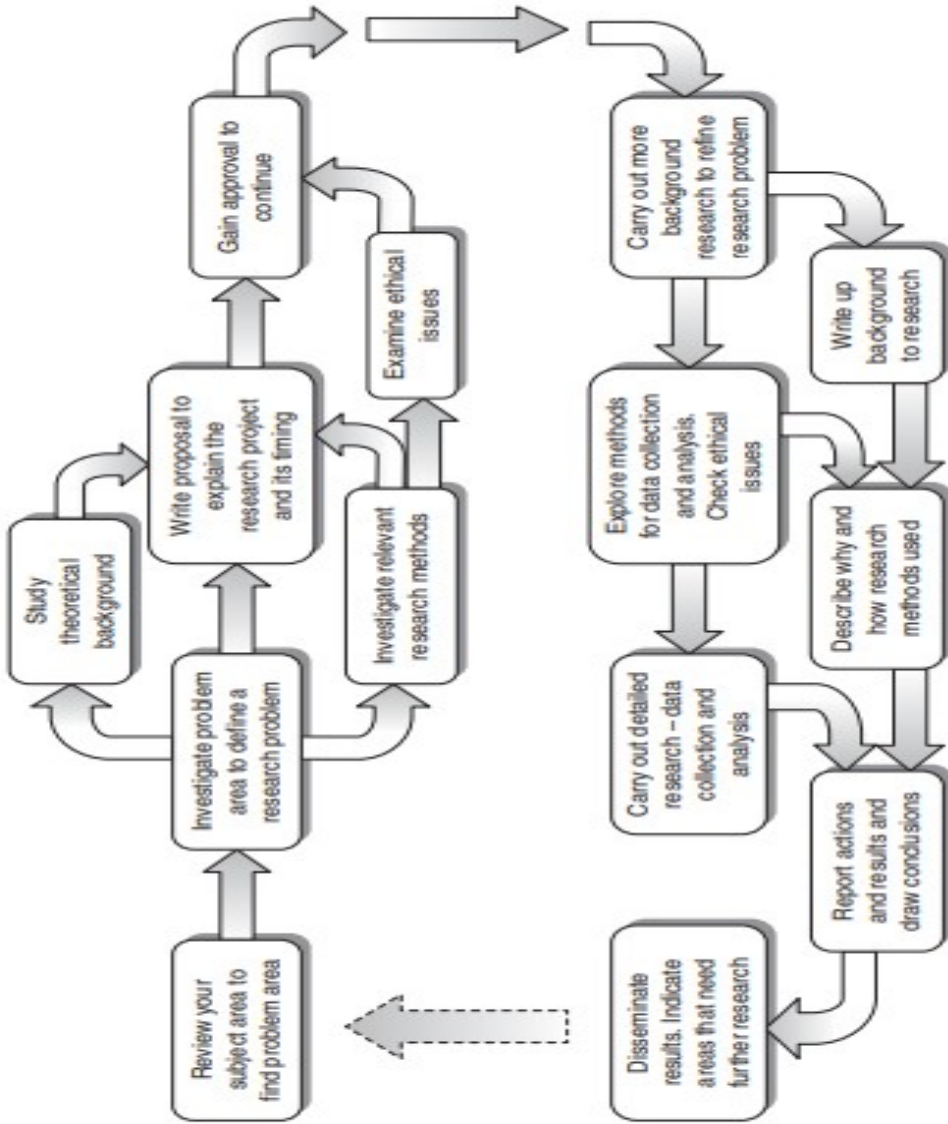 Review your
subject area to
find problem area
Investigate problem
area to define a
research problem
Study
theoretical
background
Investigate relevant
research methods
Write proposal to
explain the
research project
and its timing
Examine ethical
issues
Gain approval to
continue
Carry out more
background
research to refine
research problem
Write up
background
to research
Explore methods
for data collection
and analysis.
Check ethical
issues
Describe why and
how research
methods used
Carry out detailed
research – data
collection and
analysis
Report actions
and results and
draw conclusions
Disseminate
results. Indicate
areas that need
further research